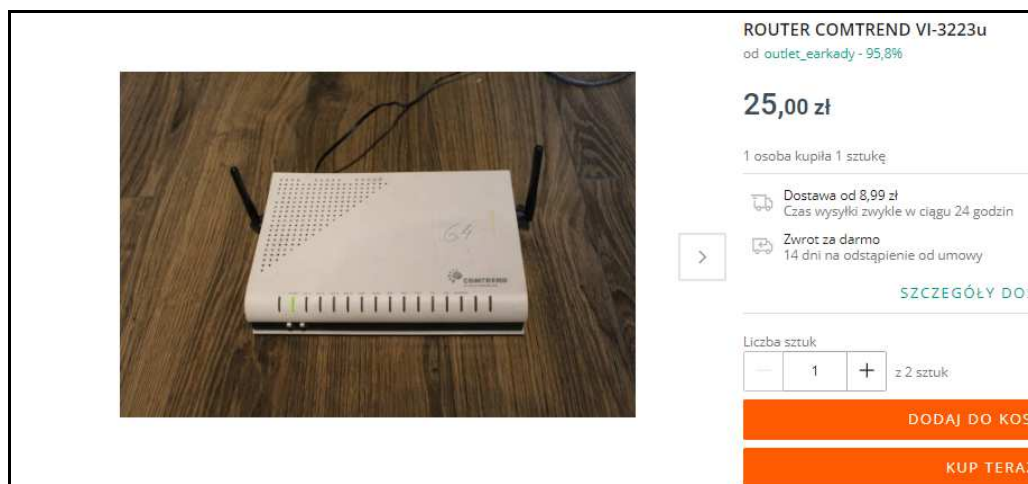 ROUTER COMTREND VI-3223u
od outlet_earkady - 95,8%
25,00 zł
1 osoba kupiła 1 sztukę
Dostawa od 8,99 zł
Czas wysyłki zwykle w ciągu 24 godzin
Zwrot za darmo
14 dni na odstąpienie od umowy
SZCZEGÓŁY DO
Liczba sztuk
1
z 2 sztuk
DODAJ DO KOS
KUP TERA
64
COMTREND